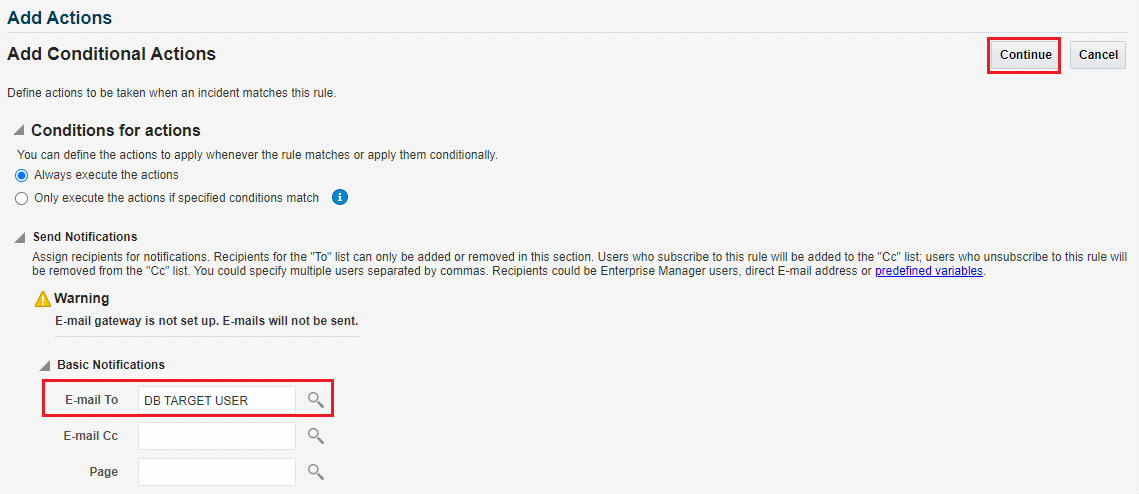 Add Actions
Add Conditional Actions
Continue
Cancel
Define actions to be taken when an incident matches this rule.
Conditions for actions
You can define the actions to apply whenever the rule matches or apply them conditionally.
Always execute the actions
Only execute the actions if specified conditions match
i
Send Notifications
Assign recipients for notifications. Recipients for the "To" list can only be added or removed in this section. Users who subscribe to this rule will be added to the "Cc" list; users who unsubscribe to this rule will
be removed from the "Cc" list. You could specify multiple users separated by commas. Recipients could be Enterprise Manager users, direct E-mail address or predefined variables.
Warning
E-mail gateway is not set up. E-mails will not be sent.
Basic Notifications
E-mail To DB TARGET USER
E-mail Cc
Page